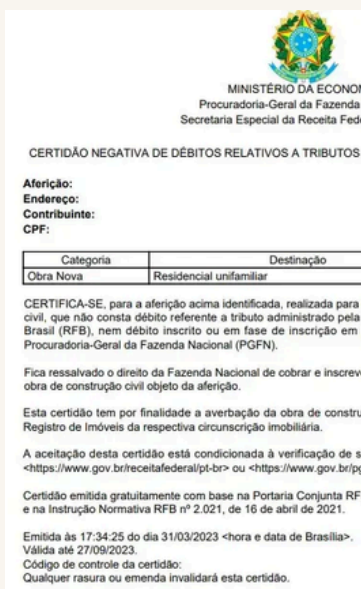 MINISTÉRIO DA ECONO
Procuradoria-Geral da Fazenda
Secretaria Especial da Receita Fede
CERTIDÃO NEGATIVA DE DÉBITOS RELATIVOS A TRIBUTOS
Aferição:
Endereço:
Contribuinte:
CPF:
Categoria Destinação
Obra Nova Residencial unifamiliar
CERTIFICA-SE, para a aferição acima identificada, realizada para
civil, que não consta débito referente a tributo administrado pela
Brasil (RFB), nem débito inscrito ou em fase de inscrição em
Procuradoria-Geral da Fazenda Nacional (PGFN).
Fica ressalvado o direito da Fazenda Nacional de cobrar e inscreve
obra de construção civil objeto da aferição.
Esta certidão tem por finalidade a averbação da obra de constru
Registro de Imóveis da respectiva circunscrição imobiliária.
A aceitação desta certidão está condicionada à verificação de s
<https://www.gov.br/receitafederal/pt-br> ou <https://www.gov.br/pg
Certidão emitida gratuitamente com base na Portaria Conjunta RF
e na Instrução Normativa RFB nº 2.021, de 16 de abril de 2021.
Emitida às 17:34:25 do dia 31/03/2023 <hora e data de Brasília>.
Válida até 27/09/2023.
Código de controle da certidão:
Qualquer rasura ou emenda invalidará esta certidão.